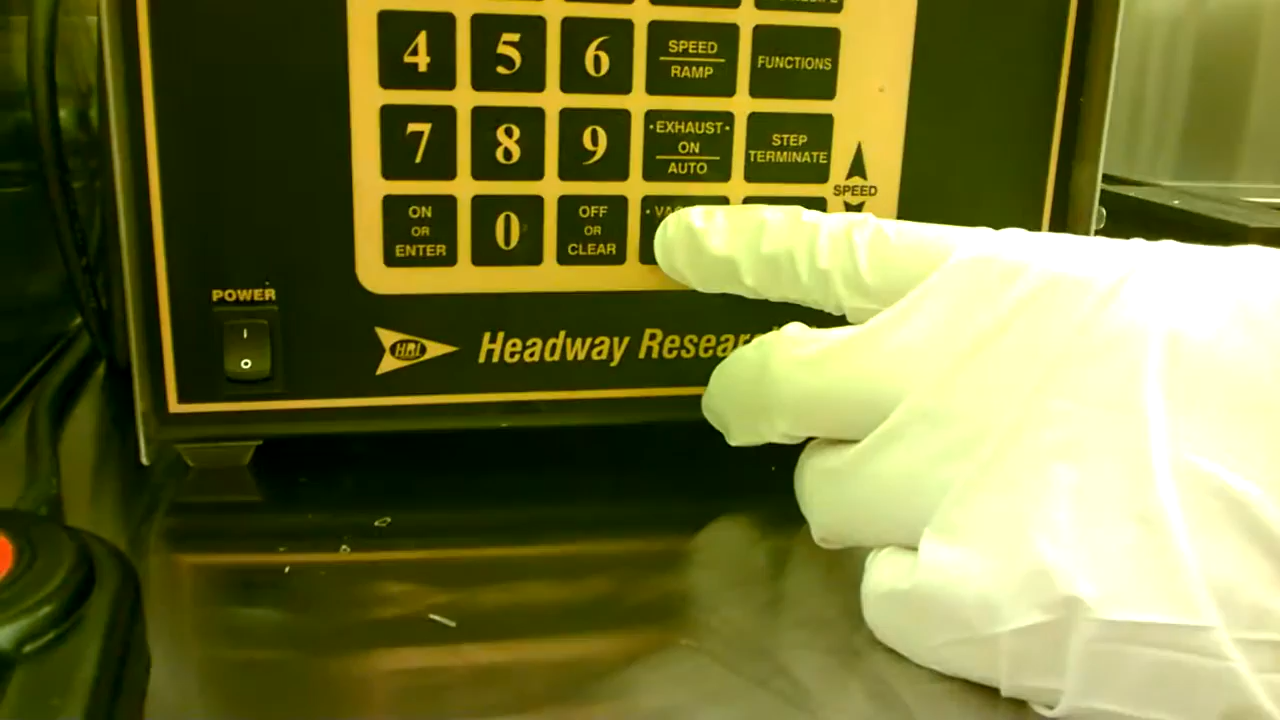 4 5 6 SPEED RAMP FUNCTIONS
7 8 9 •EXHAUST• ON AUTO STEP TERMINATE
SPEED
ON OR ENTER 0 OFF OR CLEAR
POWER
I
O
HRI Headway